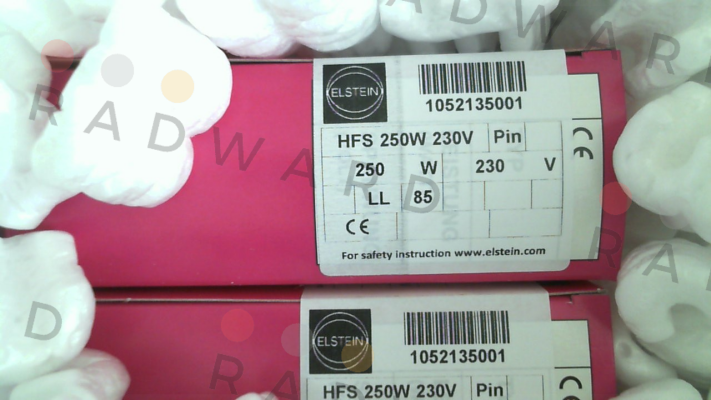 ELSTEIN
1052135001
HFS 250W 230V Pin
250 W 230 V
LL 85
CE
CE
For safety instruction www.elstein.com
ELSTEIN
1052135001
HFS 250W 230V Pin
RADWARD
RADWARD